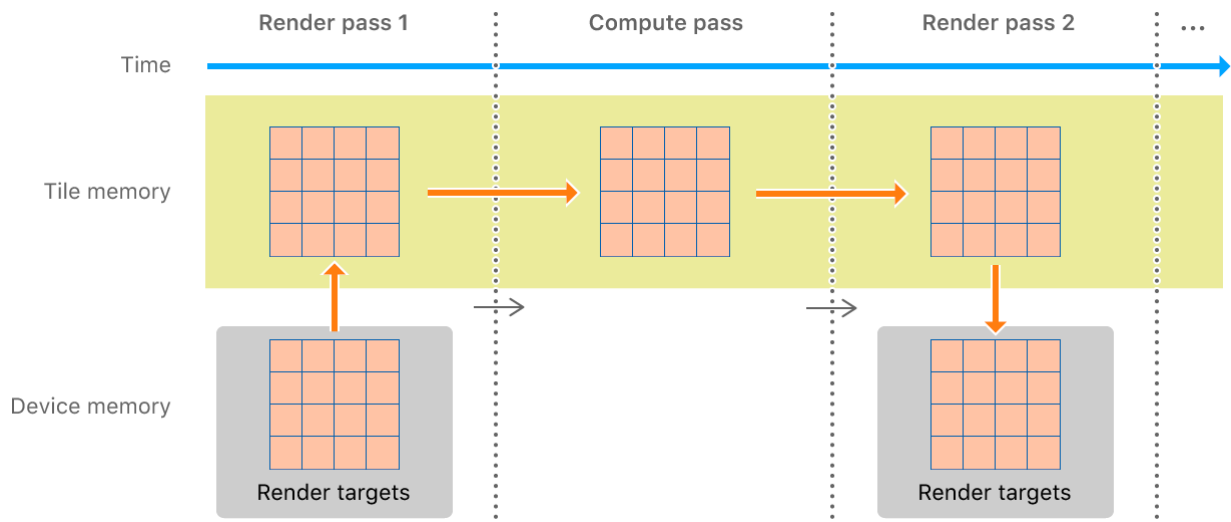 Render pass 1
Compute pass
Render pass 2
...
Time
Tile memory
Device memory
Render targets
Render targets